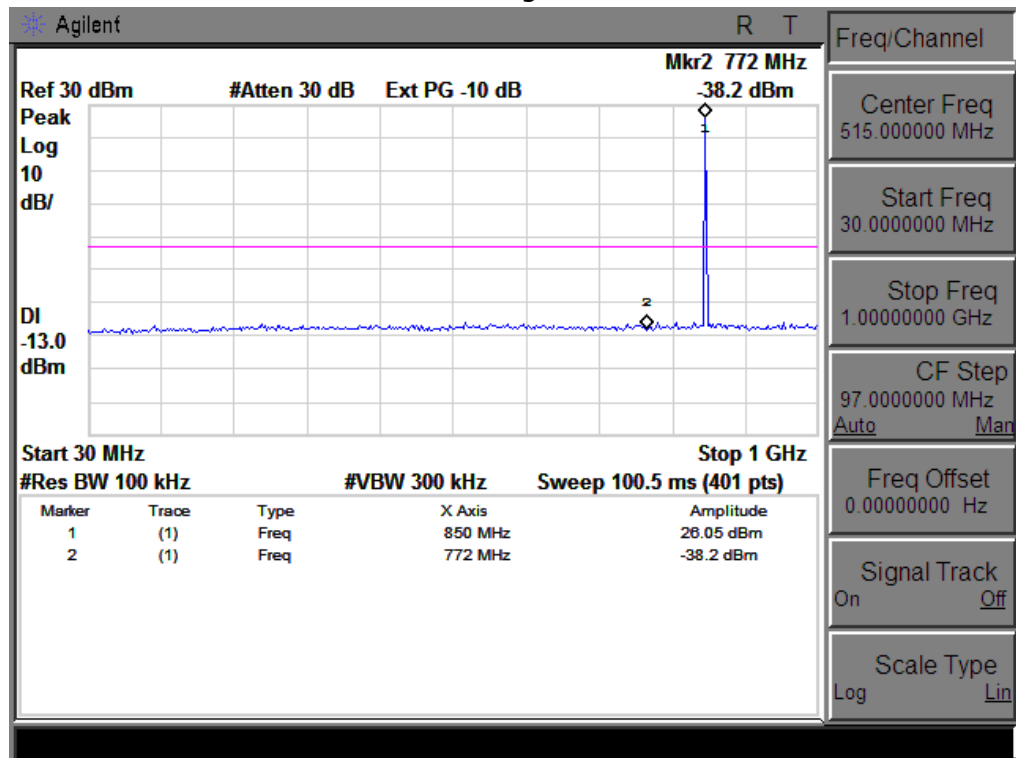 Agilent R T
Mkr2 772 MHz
Ref 30 dBm #Atten 30 dB Ext PG -10 dB -38.2 dBm
Peak
Log
10
dB/
1
2
DI
-13.0
dBm
Start 30 MHz Stop 1 GHz
#Res BW 100 kHz #VBW 300 kHz Sweep 100.5 ms (401 pts)
Marker Trace Type X Axis Amplitude
1 (1) Freq 850 MHz 26.05 dBm
2 (1) Freq 772 MHz -38.2 dBm
Freq/Channel
Center Freq
515.000000 MHz
Start Freq
30.0000000 MHz
Stop Freq
1.00000000 GHz
CF Step
97.0000000 MHz
Auto Man
Freq Offset
0.00000000 Hz
Signal Track
On Off
Scale Type
Log Lin